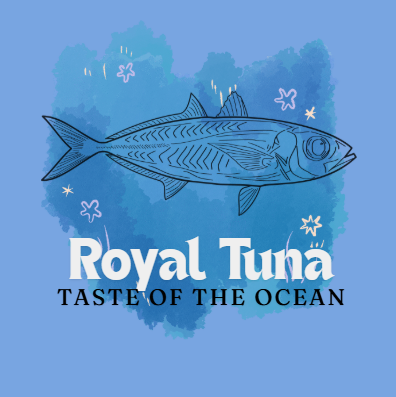 Royal Tuna
TASTE OF THE OCEAN